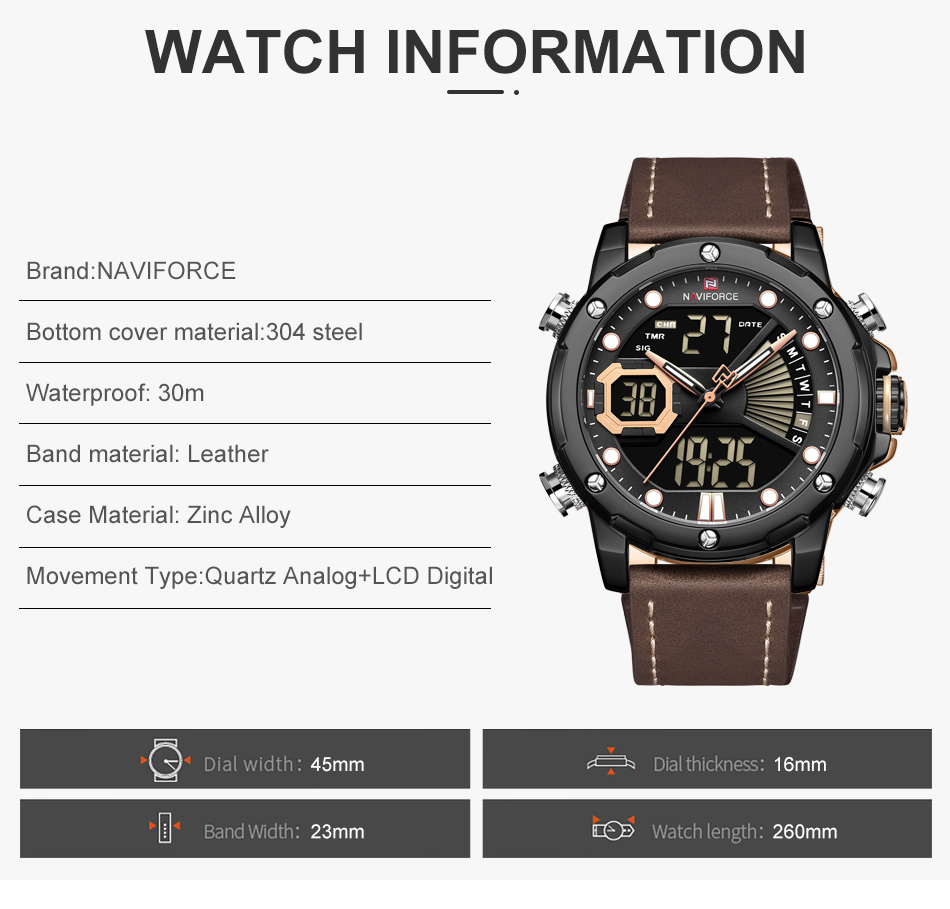 WATCH INFORMATION
Brand:NAVIFORCE
Bottom cover material:304 steel
Waterproof: 30m
Band material: Leather
Case Material: Zinc Alloy
Movement Type:Quartz Analog+LCD Digital
NAVIFORCE
CHR 27 DATE
TMR
SIG
S M T W T F S
38
19:25
Dial width: 45mm
Dial thickness: 16mm
Band Width: 23mm
Watch length: 260mm